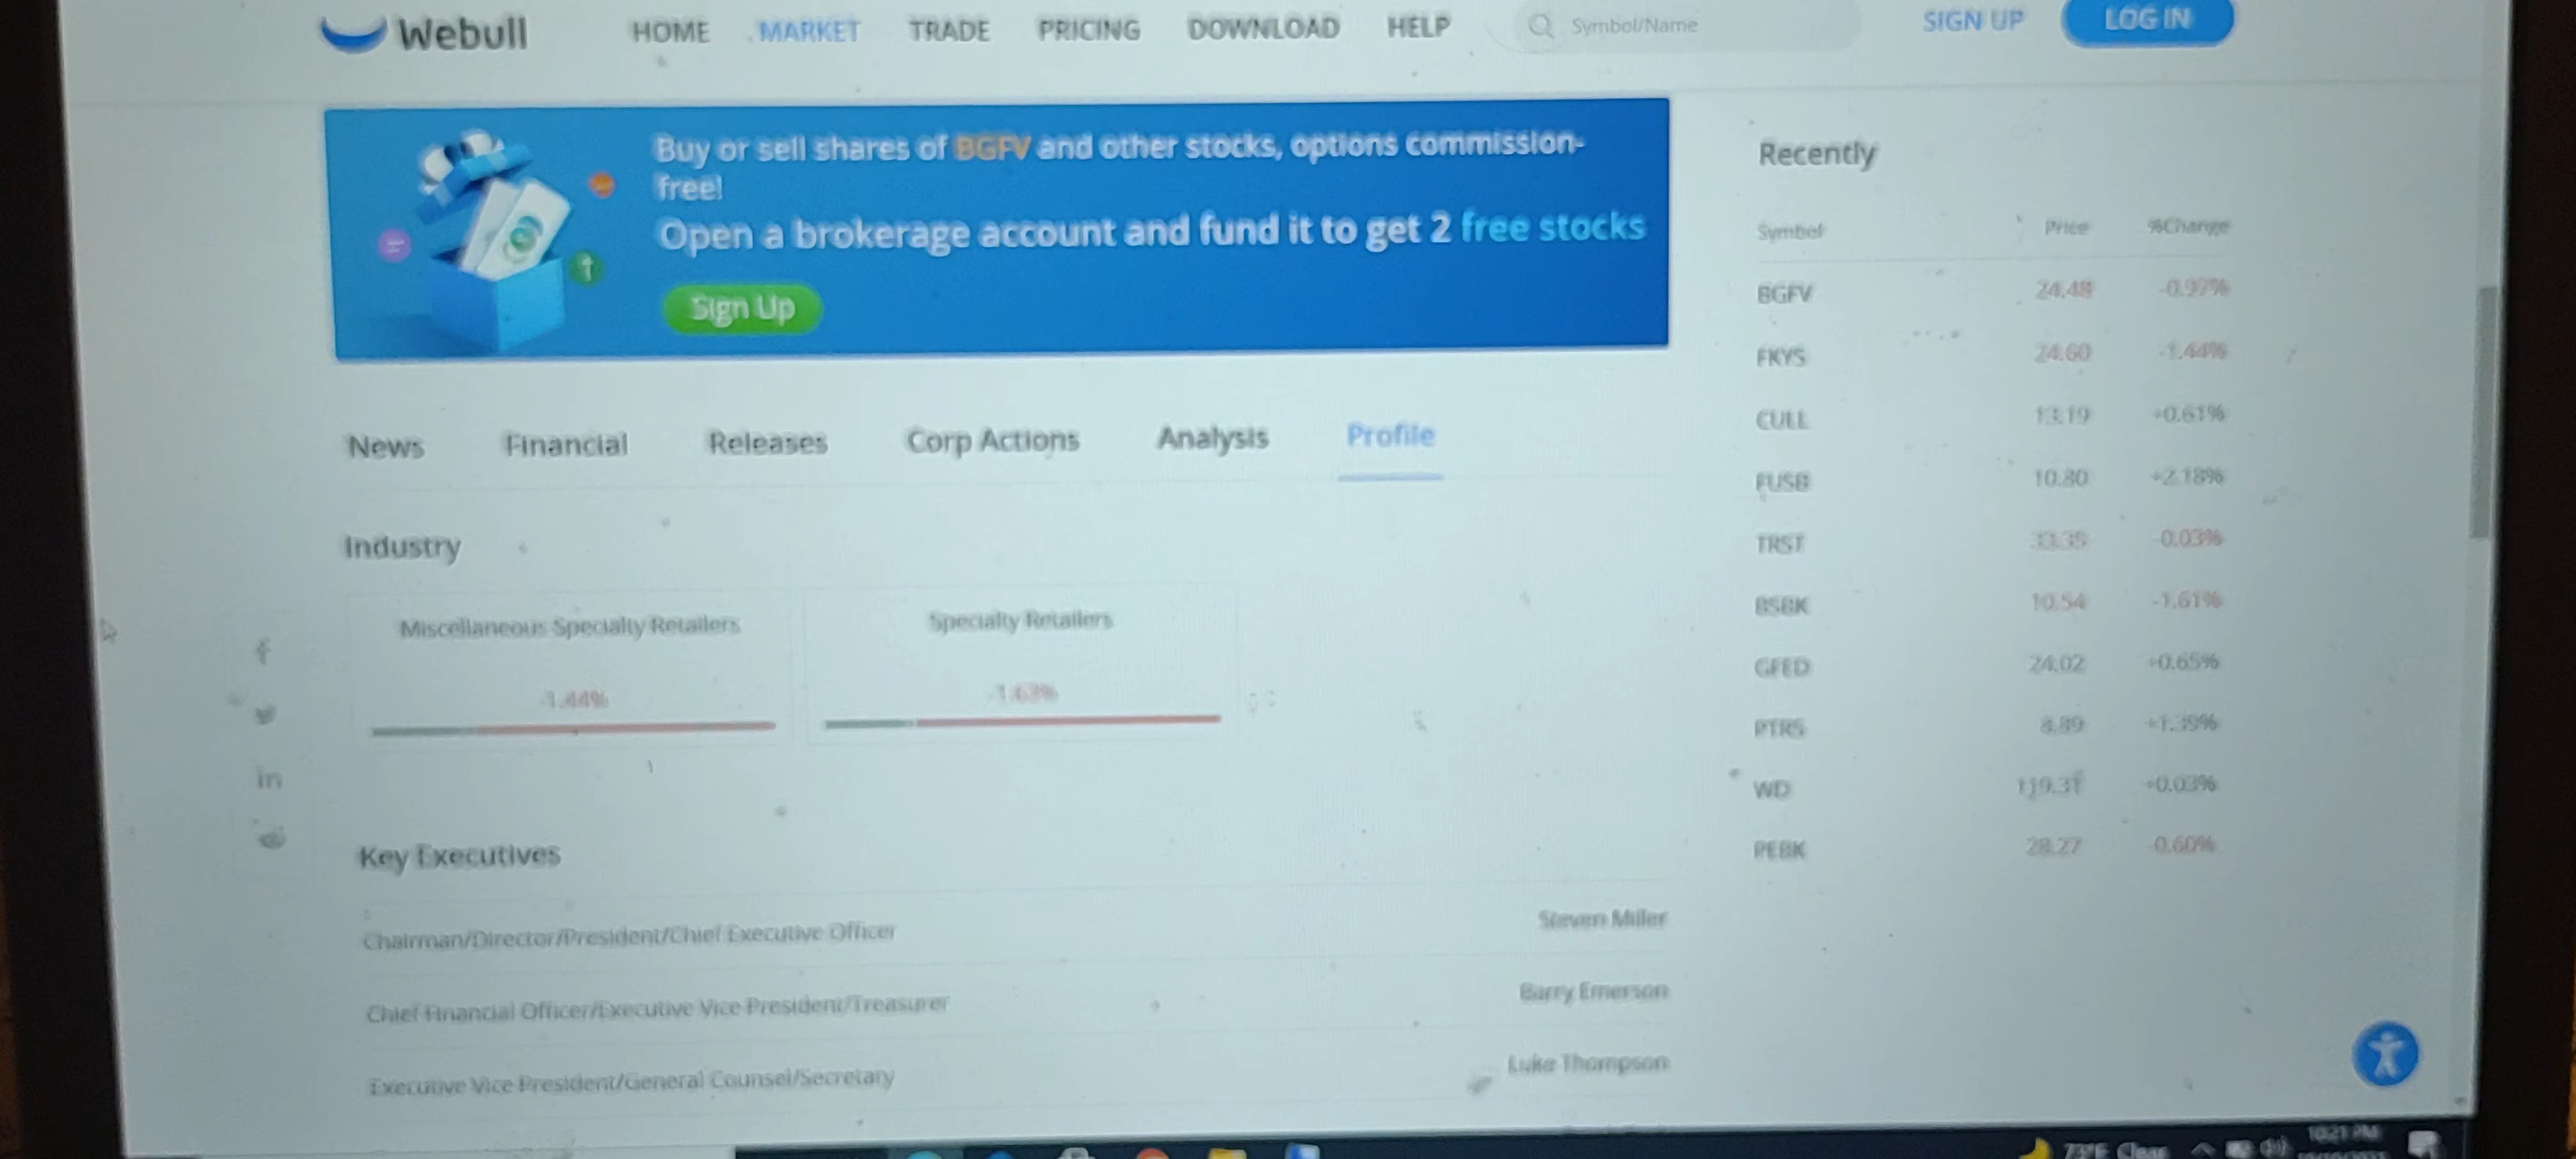 Webull HOME MARKET TRADE PRICING DOWNLOAD HELP Symbol/Name SIGN UP LOG IN
Buy or sell shares of BGFV and other stocks, options commission-
free!
Open a brokerage account and fund it to get 2 free stocks
Sign Up
News Financial Releases Corp Actions Analysis Profile
Industry
Miscellaneous Specialty Retailers
-1.44%
Specialty Retailers
-1.63%
Key Executives
Chairman/Director/President/Chief Executive Officer Steven Miller
Chief Financial Officer/Executive Vice President/Treasurer Barry Emerson
Executive Vice President/General Counsel/Secretary Luke Thompson
Recently
Symbol Price %Change
BGFV 24.48 -0.97%
FKYS 24.60 -1.44%
CULL 13.19 +0.61%
FUSB 10.80 +2.18%
TRST -0.03%
BSBK 10.54 -1.61%
GFED 24.02 +0.65%
PTRS 8.89 +1.39%
WD 119.31 +0.03%
PEBK 28.27 -0.60%
in
73°F Clear 10:21 PM